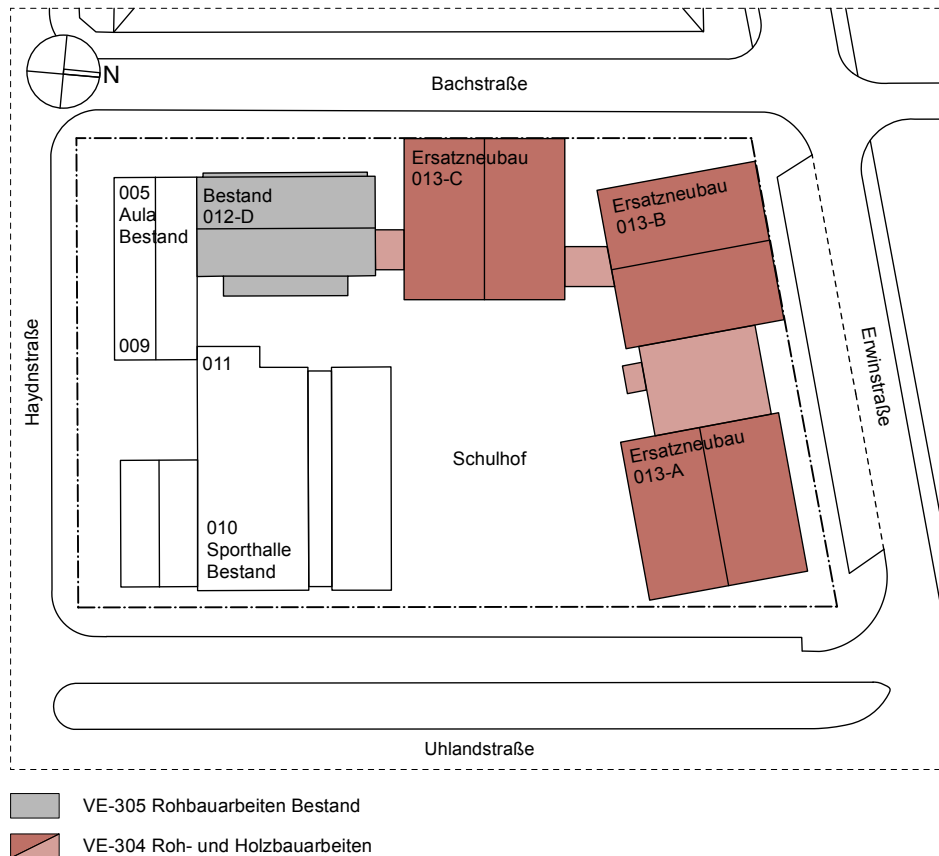 N
Bachstraße
Ersatzneubau
013-C
005
Aula
Bestand
Bestand
012-D
Ersatzneubau
013-B
009
011
Haydnstraße
Erwinstraße
Schulhof
Ersatzneubau
013-A
010
Sporthalle
Bestand
Uhlandstraße
VE-305 Rohbauarbeiten Bestand
VE-304 Roh- und Holzbauarbeiten